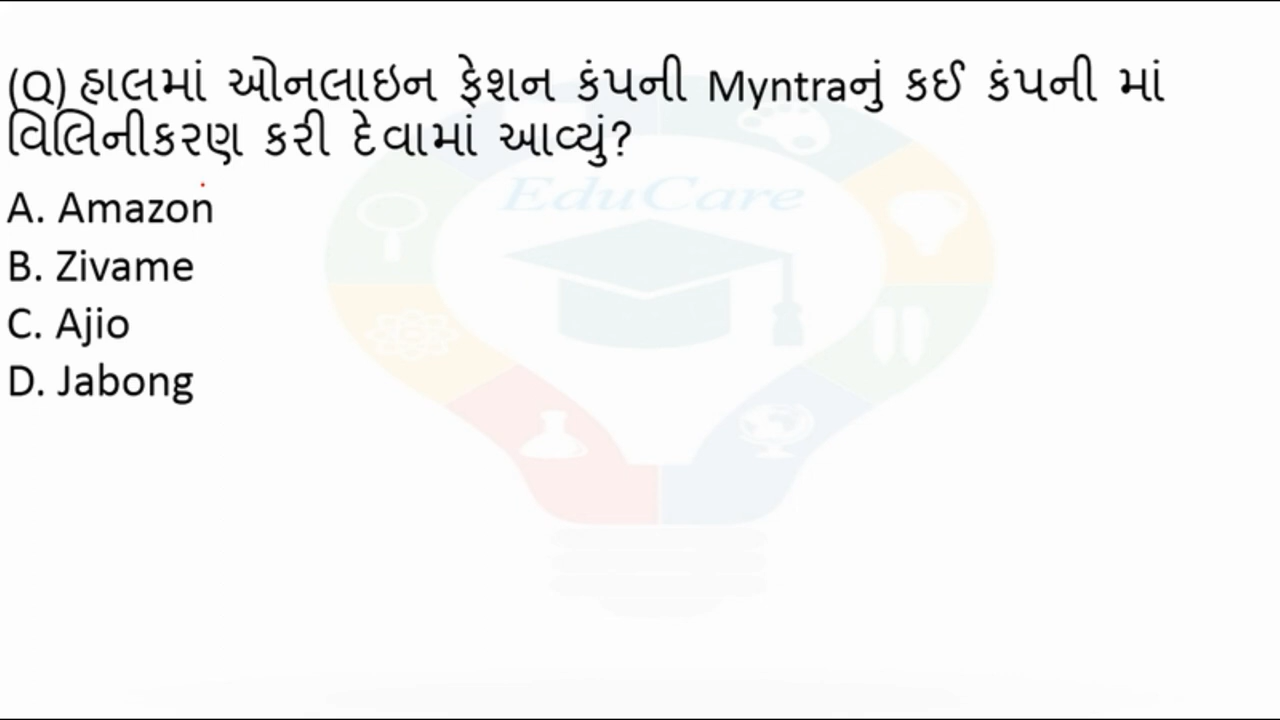 (Q) હાલમાં ઓનલાઇન ફેશન કંપની Myntraનું કઈ કંપની માં
વિલિનીકરણ કરી દેવામાં આવ્યું?
A. Amazon
B. Zivame
C. Ajio
D. Jabong
EduCare